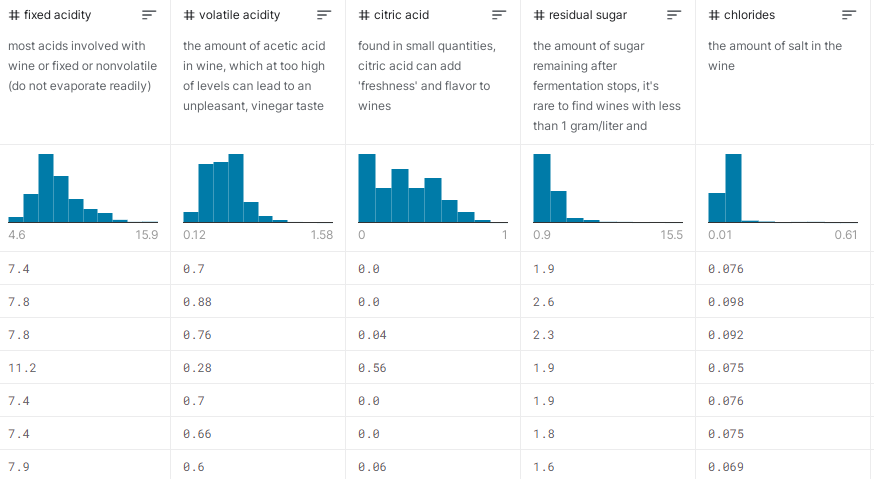 # fixed acidity
most acids involved with
wine or fixed or nonvolatile
(do not evaporate readily)
# volatile acidity
the amount of acetic acid
in wine, which at too high
of levels can lead to an
unpleasant, vinegar taste
# citric acid
found in small quantities,
citric acid can add
'freshness' and flavor to
wines
# residual sugar
the amount of sugar
remaining after
fermentation stops, it's
rare to find wines with less
than 1 gram/liter and
# chlorides
the amount of salt in the
wine
4.6 15.9 0.12 1.58 0 1 0.9 15.5 0.01 0.61
7.4 0.7 0.0 1.9 0.076
7.8 0.88 0.0 2.6 0.098
7.8 0.76 0.04 2.3 0.092
11.2 0.28 0.56 1.9 0.075
7.4 0.7 0.0 1.9 0.076
7.4 0.66 0.0 1.8 0.075
7.9 0.6 0.06 1.6 0.069